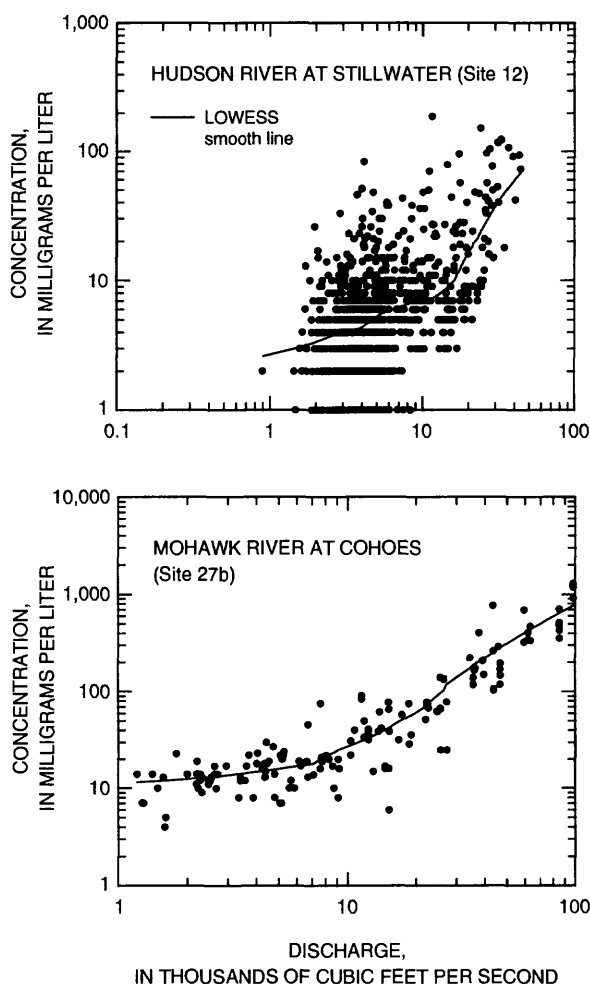 1,000
HUDSON RIVER AT STILLWATER (Site 12)
LOWESS
smooth line
CONCENTRATION,
IN MILLIGRAMS PER LITER
100
10
1
0.1
1
10
100
10,000
MOHAWK RIVER AT COHOES
(Site 27b)
1,000
CONCENTRATION,
IN MILLIGRAMS PER LITER
100
10
1
1
10
100
DISCHARGE,
IN THOUSANDS OF CUBIC FEET PER SECOND